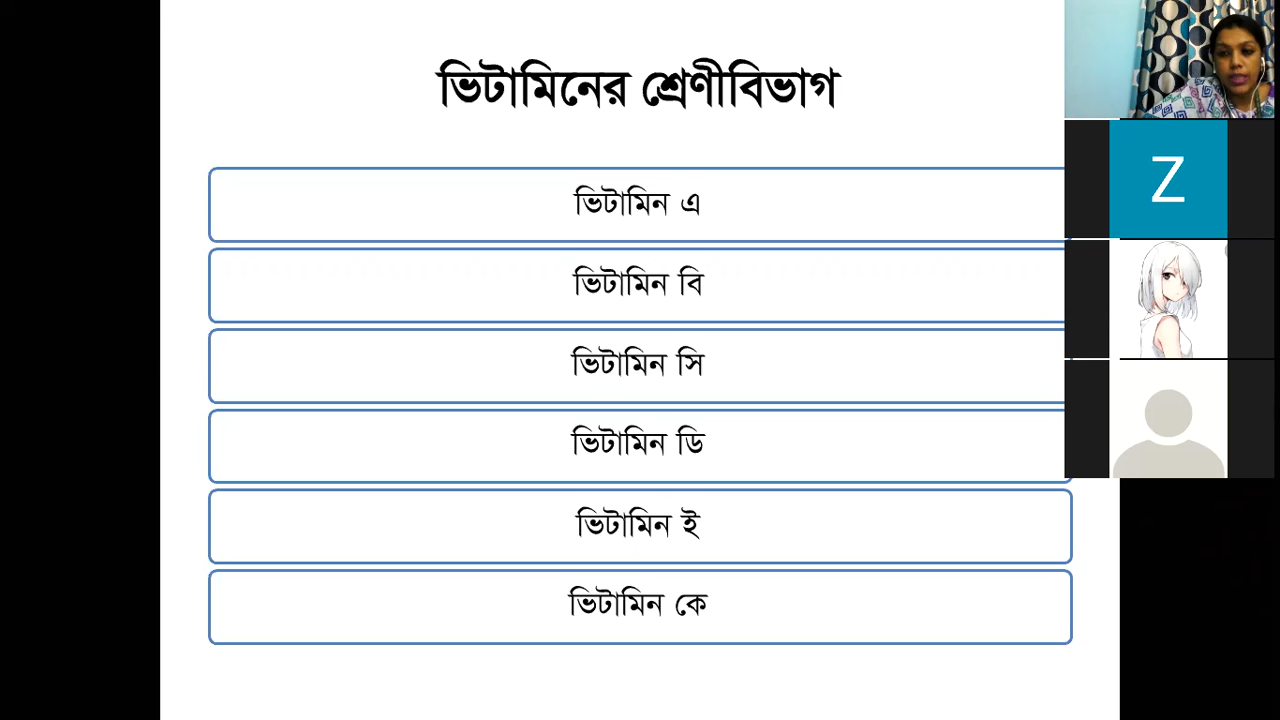 ভিটামিনের শ্রেণীবিভাগ
ভিটামিন এ
ভিটামিন বি
ভিটামিন সি
ভিটামিন ডি
ভিটামিন ই
ভিটামিন কে
Z